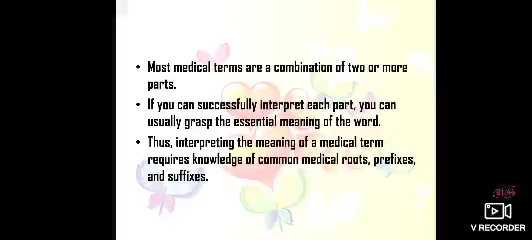 • Most medical terms are a combination of two or more
parts.
• If you can successfully interpret each part, you can
usually grasp the essential meaning of the word.
• Thus, interpreting the meaning of a medical term
requires knowledge of common medical roots, prefixes,
and suffixes.
V RECORDER